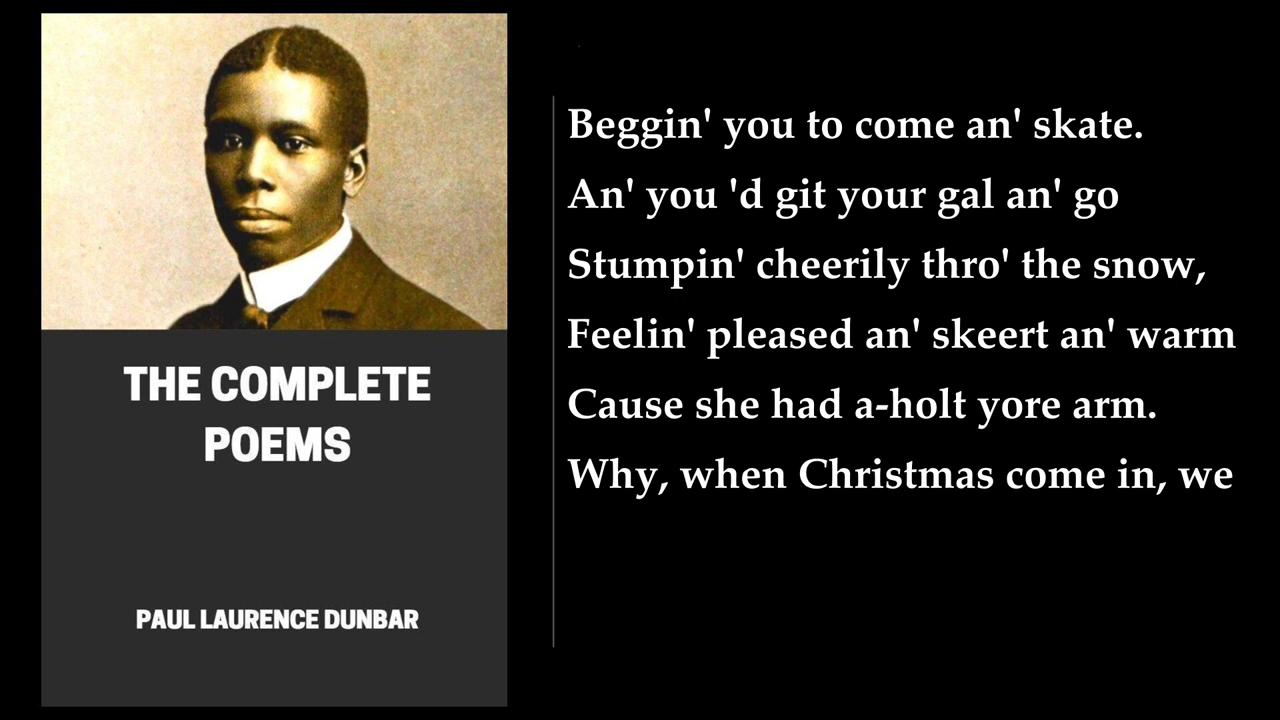 THE COMPLETE
POEMS
PAUL LAURENCE DUNBAR
Beggin' you to come an' skate.
An' you 'd git your gal an' go
Stumpin' cheerily thro' the snow,
Feelin' pleased an' skeert an' warm
Cause she had a-holt yore arm.
Why, when Christmas come in, we